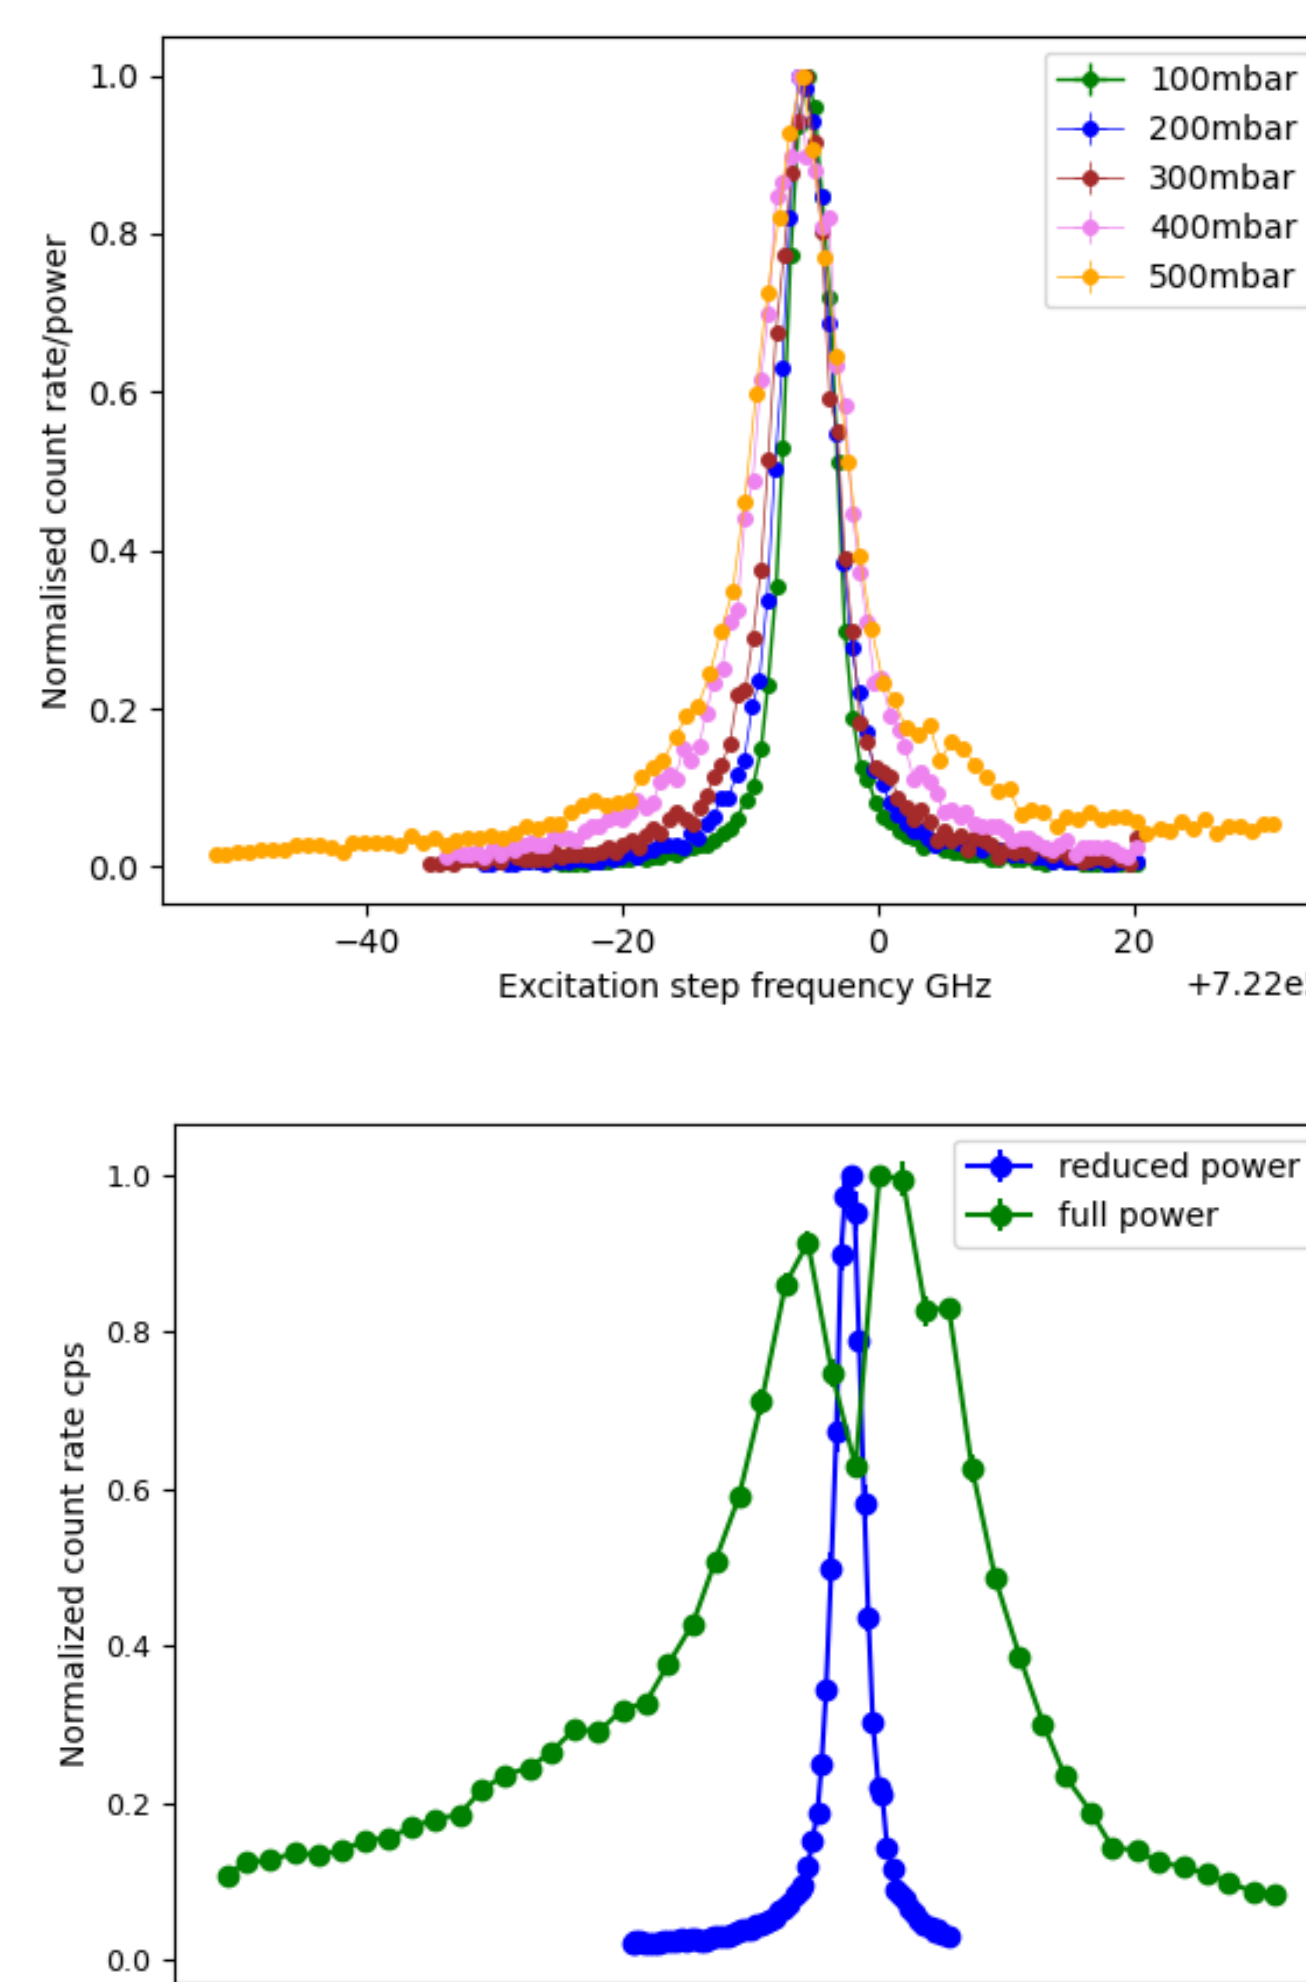 1.0
0.8
0.6
0.4
0.2
0.0
Normalised count rate/power
100mbar
200mbar
300mbar
400mbar
500mbar
−40
−20
0
20
Excitation step frequency GHz
+7.22e
1.0
0.8
0.6
0.4
0.2
0.0
Normalized count rate cps
reduced power
full power